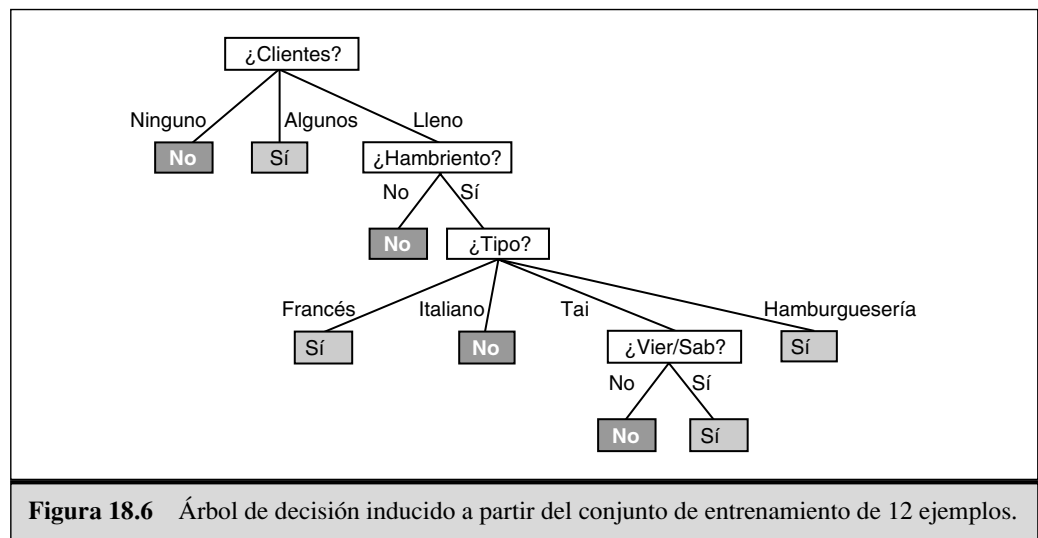 ¿Clientes?
Ninguno Algunos Lleno
No Sí ¿Hambriento?
No Sí
No ¿Tipo?
Francés Italiano Tai Hamburguesería
Sí No ¿Vier/Sab? Sí
No Sí
No Sí
Figura 18.6 Árbol de decisión inducido a partir del conjunto de entrenamiento de 12 ejemplos.